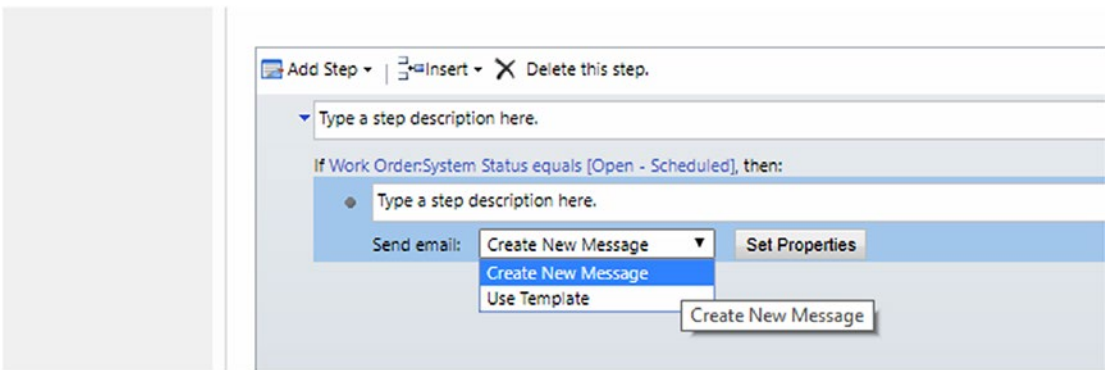 Add Step Insert Delete this step.
Type a step description here.
If Work Order:System Status equals [Open - Scheduled], then:
Type a step description here.
Send email: Create New Message Set Properties
Create New Message
Use Template
Create New Message